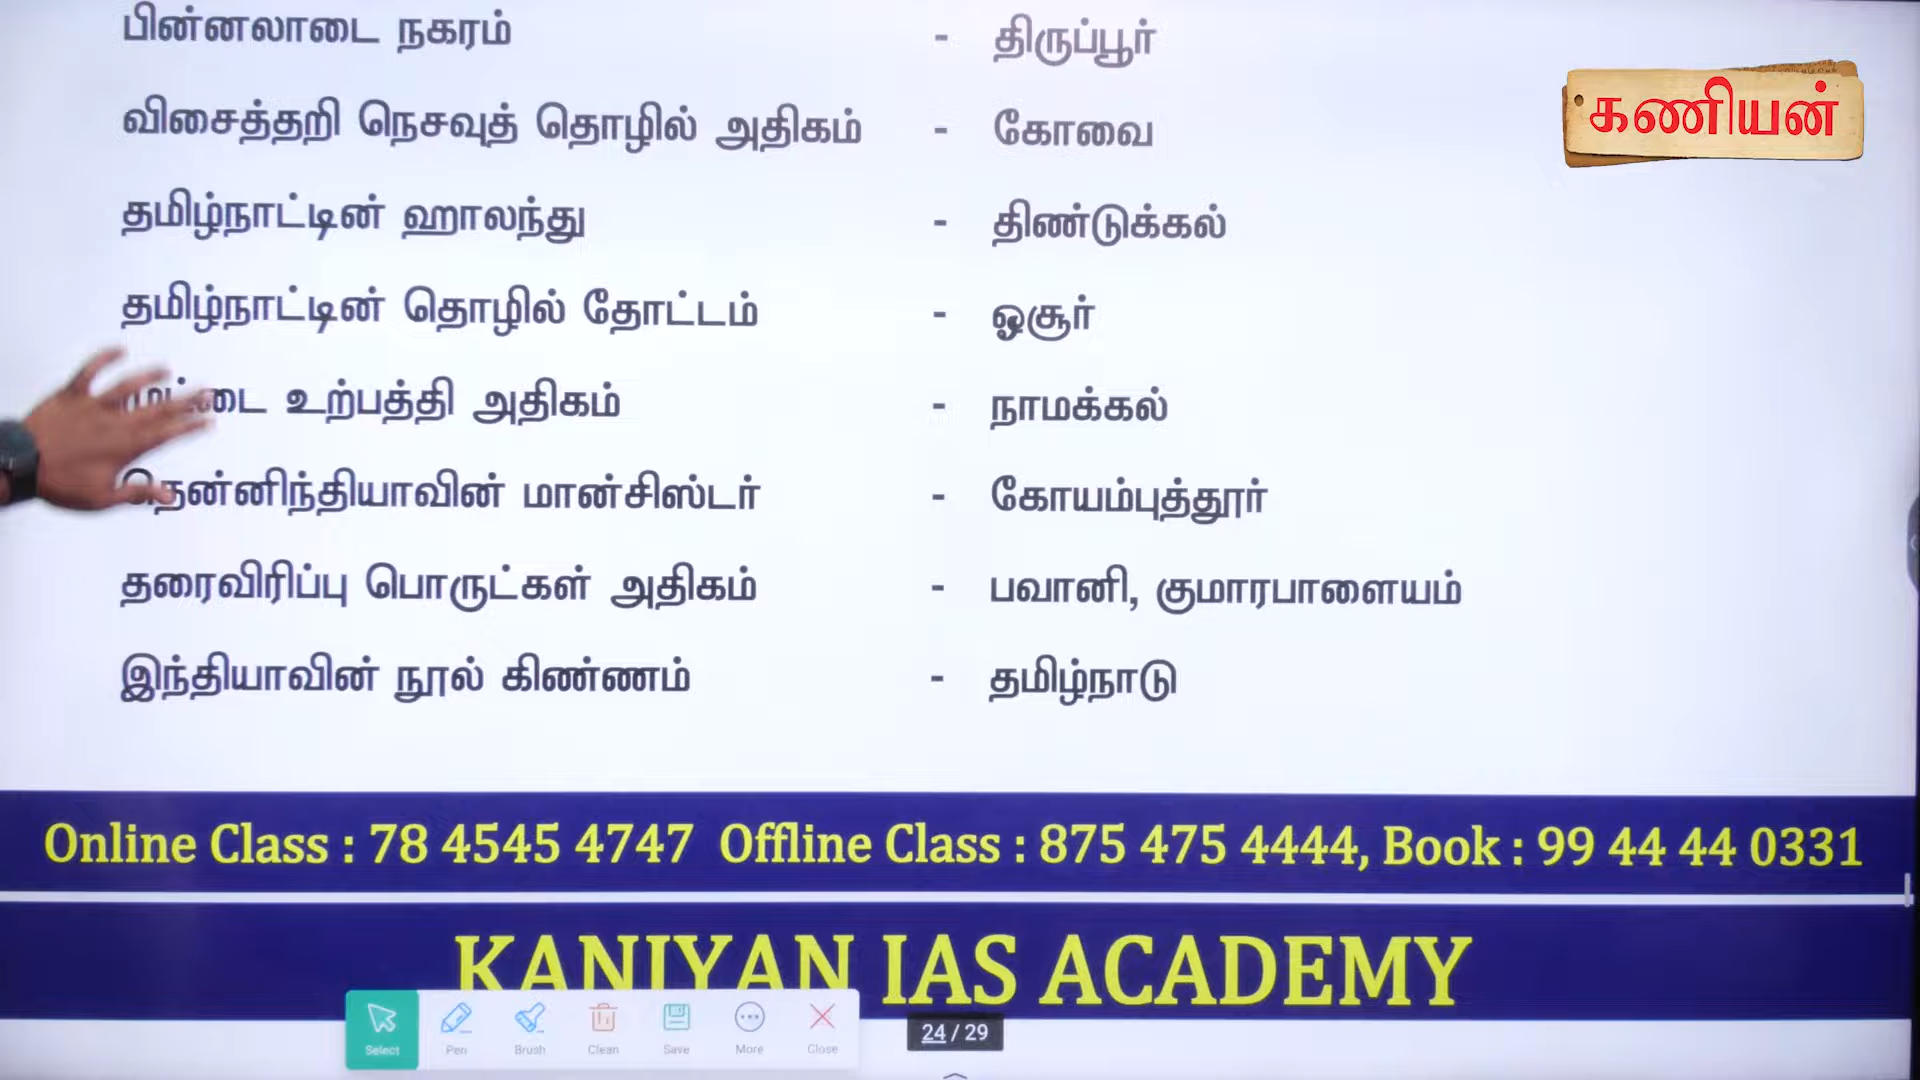 பின்னலாடை நகரம் - திருப்பூர்
கணியன்
விசைத்தறி நெசவுத் தொழில் அதிகம் - கோவை
தமிழ்நாட்டின் ஹாலந்து - திண்டுக்கல்
தமிழ்நாட்டின் தொழில் தோட்டம் - ஓசூர்
முட்டை உற்பத்தி அதிகம் - நாமக்கல்
தென்னிந்தியாவின் மான்சிஸ்டர் - கோயம்புத்தூர்
தரைவிரிப்பு பொருட்கள் அதிகம் - பவானி, குமாரபாளையம்
இந்தியாவின் நூல் கிண்ணம் - தமிழ்நாடு
Online Class : 78 4545 4747 Offline Class : 875 475 4444, Book : 99 44 44 0331
KANIYAN IAS ACADEMY
Select Pen Brush Clean Save More Close
24 / 29